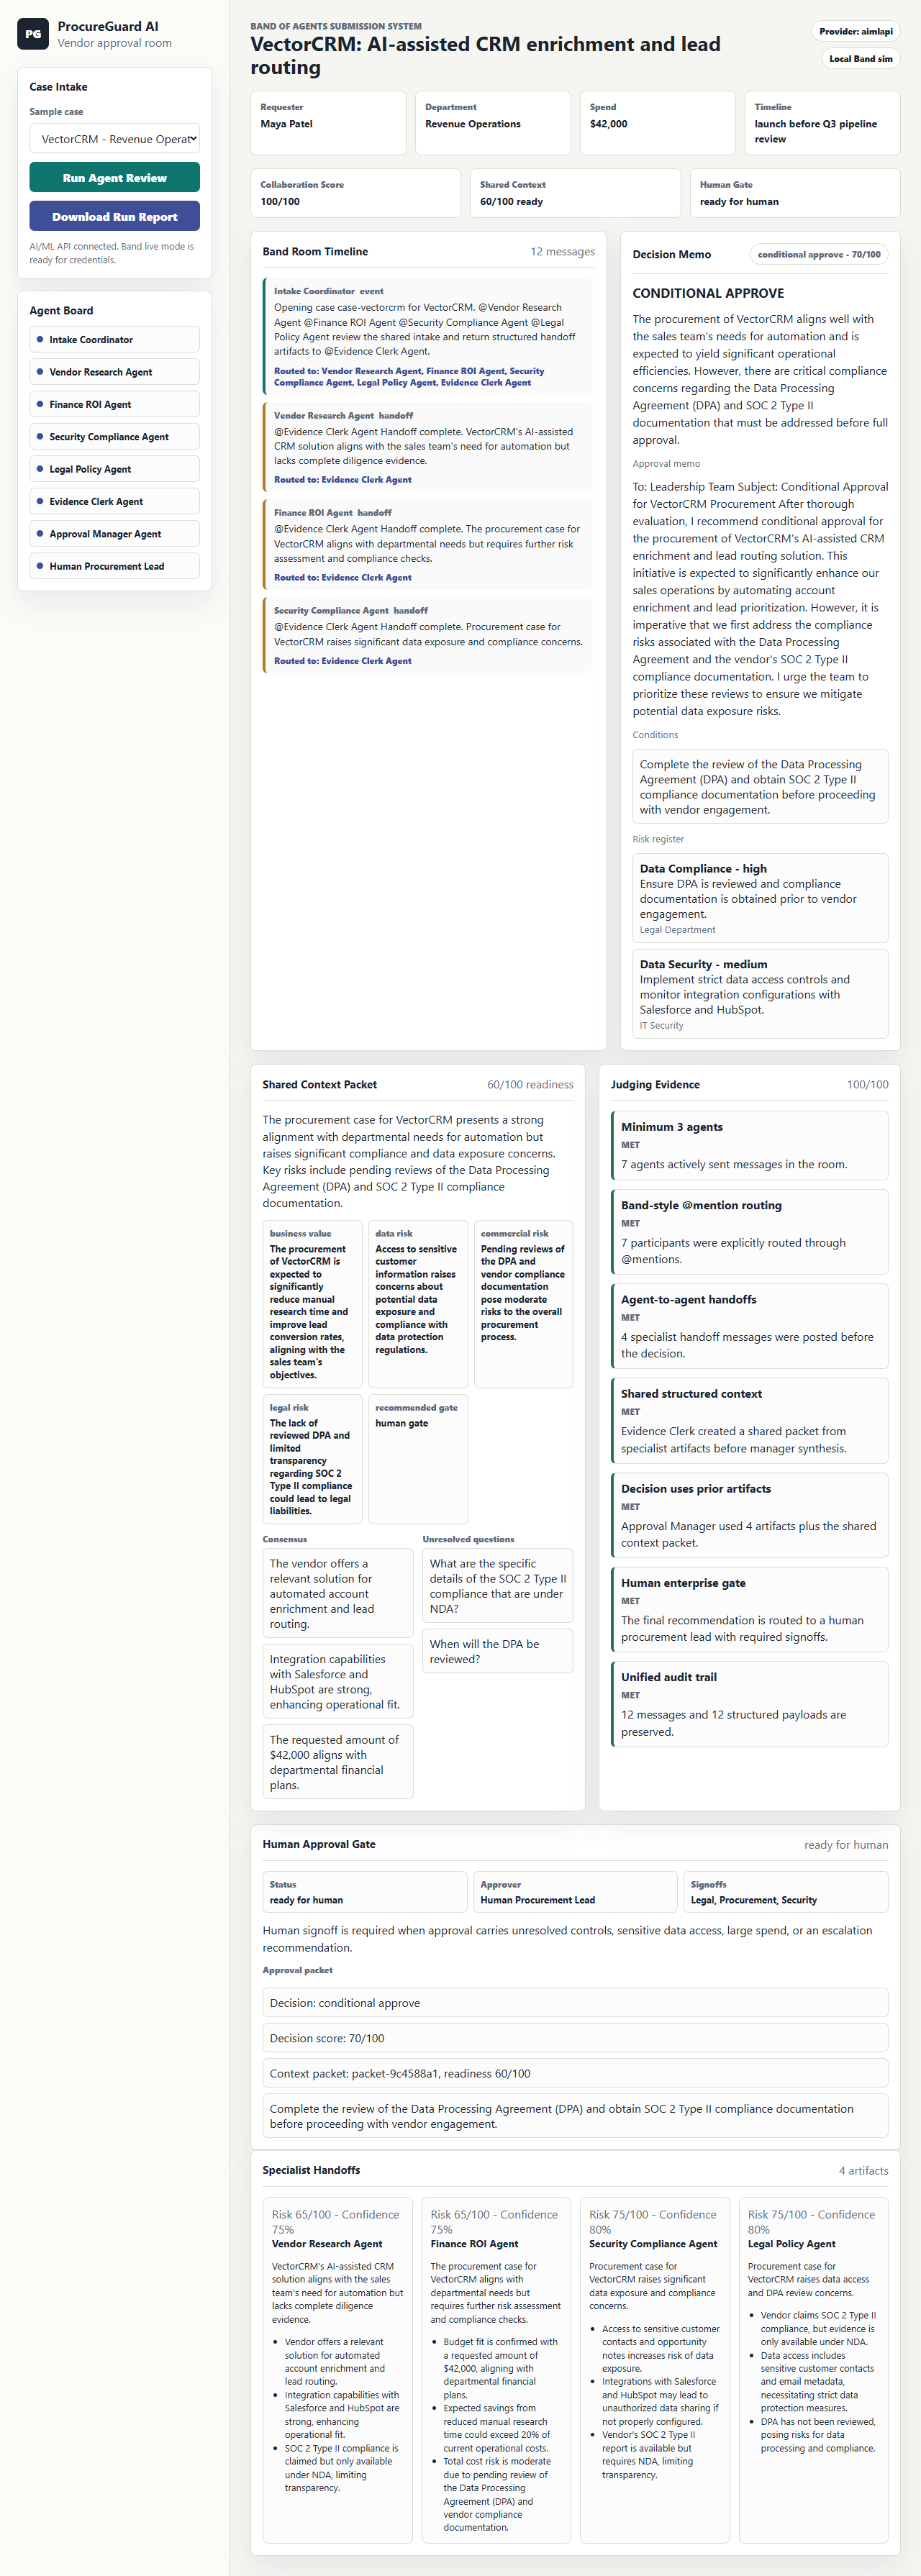 PG
ProcureGuard AI
Vendor approval room
Case Intake
Sample case
VectorCRM - Revenue Operat
Run Agent Review
Download Run Report
AI/ML API connected. Band live mode is
ready for credentials.
Agent Board
Intake Coordinator
Vendor Research Agent
Finance ROI Agent
Security Compliance Agent
Legal Policy Agent
Evidence Clerk Agent
Approval Manager Agent
Human Procurement Lead
BAND OF AGENTS SUBMISSION SYSTEM
VectorCRM: AI-assisted CRM enrichment and lead
routing
Provider: aimlapi
Local Band sim
Requester
Maya Patel
Department
Revenue Operations
Spend
$42,000
Timeline
launch before Q3 pipeline
review
Collaboration Score
100/100
Shared Context
60/100 ready
Human Gate
ready for human
Band Room Timeline
12 messages
Intake Coordinator event
Opening case case-vectorcrm for VectorCRM. @Vendor Research
Agent @Finance ROI Agent @Security Compliance Agent @Legal
Policy Agent review the shared intake and return structured handoff
artifacts to @Evidence Clerk Agent.
Routed to: Vendor Research Agent, Finance ROI Agent, Security
Compliance Agent, Legal Policy Agent, Evidence Clerk Agent
Vendor Research Agent handoff
@Evidence Clerk Agent Handoff complete. VectorCRM's AI-assisted
CRM solution aligns with the sales team's need for automation but
lacks complete diligence evidence.
Routed to: Evidence Clerk Agent
Finance ROI Agent handoff
@Evidence Clerk Agent Handoff complete. The procurement case for
VectorCRM aligns with departmental needs but requires further risk
assessment and compliance checks.
Routed to: Evidence Clerk Agent
Security Compliance Agent handoff
@Evidence Clerk Agent Handoff complete. Procurement case for
VectorCRM raises significant data exposure and compliance concerns.
Routed to: Evidence Clerk Agent
Decision Memo
conditional approve - 70/100
CONDITIONAL APPROVE
The procurement of VectorCRM aligns well with
the sales team's needs for automation and is
expected to yield significant operational
efficiencies. However, there are critical compliance
concerns regarding the Data Processing
Agreement (DPA) and SOC 2 Type II
documentation that must be addressed before full
approval.
Approval memo
To: Leadership Team Subject: Conditional Approval
for VectorCRM Procurement After thorough
evaluation, I recommend conditional approval for
the procurement of VectorCRM's AI-assisted CRM
enrichment and lead routing solution. This
initiative is expected to significantly enhance our
sales operations by automating account
enrichment and lead prioritization. However, it is
imperative that we first address the compliance
risks associated with the Data Processing
Agreement and the vendor's SOC 2 Type II
compliance documentation. I urge the team to
prioritize these reviews to ensure we mitigate
potential data exposure risks.
Conditions
Complete the review of the Data Processing
Agreement (DPA) and obtain SOC 2 Type II
compliance documentation before proceeding
with vendor engagement.
Risk register
Data Compliance - high
Ensure DPA is reviewed and compliance
documentation is obtained prior to vendor
engagement.
Legal Department
Data Security - medium
Implement strict data access controls and
monitor integration configurations with
Salesforce and HubSpot.
IT Security
Shared Context Packet
60/100 readiness
The procurement case for VectorCRM presents a strong
alignment with departmental needs for automation but
raises significant compliance and data exposure concerns.
Key risks include pending reviews of the Data Processing
Agreement (DPA) and SOC 2 Type II compliance
documentation.
business value
The procurement
of VectorCRM is
expected to
significantly
reduce manual
research time and
improve lead
conversion rates,
aligning with the
sales team's
objectives.
data risk
Access to sensitive
customer
information raises
concerns about
potential data
exposure and
compliance with
data protection
regulations.
commercial risk
Pending reviews of
the DPA and
vendor compliance
documentation
pose moderate
risks to the overall
procurement
process.
legal risk
The lack of
reviewed DPA and
limited
transparency
regarding SOC 2
Type II compliance
could lead to legal
liabilities.
recommended gate
human gate
Consensus
The vendor offers a
relevant solution for
automated account
enrichment and lead
routing.
Integration capabilities
with Salesforce and
HubSpot are strong,
enhancing operational fit.
The requested amount of
$42,000 aligns with
departmental financial
plans.
Unresolved questions
What are the specific
details of the SOC 2 Type II
compliance that are under
NDA?
When will the DPA be
reviewed?
Judging Evidence
100/100
Minimum 3 agents
MET
7 agents actively sent messages in the room.
Band-style @mention routing
MET
7 participants were explicitly routed through
@mentions.
Agent-to-agent handoffs
MET
4 specialist handoff messages were posted before
the decision.
Shared structured context
MET
Evidence Clerk created a shared packet from
specialist artifacts before manager synthesis.
Decision uses prior artifacts
MET
Approval Manager used 4 artifacts plus the shared
context packet.
Human enterprise gate
MET
The final recommendation is routed to a human
procurement lead with required signoffs.
Unified audit trail
MET
12 messages and 12 structured payloads are
preserved.
Human Approval Gate
ready for human
Status
ready for human
Approver
Human Procurement Lead
Signoffs
Legal, Procurement, Security
Human signoff is required when approval carries unresolved controls, sensitive data access, large spend, or an escalation
recommendation.
Approval packet
Decision: conditional approve
Decision score: 70/100
Context packet: packet-9c4588a1, readiness 60/100
Complete the review of the Data Processing Agreement (DPA) and obtain SOC 2 Type II compliance documentation
before proceeding with vendor engagement.
Specialist Handoffs
4 artifacts
Risk 65/100 - Confidence
75%
Vendor Research Agent
VectorCRM's AI-assisted CRM
solution aligns with the sales
team's need for automation but
lacks complete diligence
evidence.
Vendor offers a relevant
solution for automated
account enrichment and
lead routing.
Integration capabilities with
Salesforce and HubSpot are
strong, enhancing
operational fit.
SOC 2 Type II compliance is
claimed but only available
under NDA, limiting
transparency.
Risk 65/100 - Confidence
75%
Finance ROI Agent
The procurement case for
VectorCRM aligns with
departmental needs but
requires further risk assessment
and compliance checks.
Budget fit is confirmed with
a requested amount of
$42,000, aligning with
departmental financial
plans.
Expected savings from
reduced manual research
time could exceed 20% of
current operational costs.
Total cost risk is moderate
due to pending review of
the Data Processing
Agreement (DPA) and
vendor compliance
documentation.
Risk 75/100 - Confidence
80%
Security Compliance Agent
Procurement case for
VectorCRM raises significant
data exposure and compliance
concerns.
Access to sensitive customer
contacts and opportunity
notes increases risk of data
exposure.
Integrations with Salesforce
and HubSpot may lead to
unauthorized data sharing if
not properly configured.
Vendor's SOC 2 Type II
report is available but
requires NDA, limiting
transparency.
Risk 75/100 - Confidence
80%
Legal Policy Agent
Procurement case for
VectorCRM raises data access
and DPA review concerns.
Vendor claims SOC 2 Type II
compliance, but evidence is
only available under NDA.
Data access includes
sensitive customer contacts
and email metadata,
necessitating strict data
protection measures.
DPA has not been reviewed,
posing risks for data
processing and compliance.